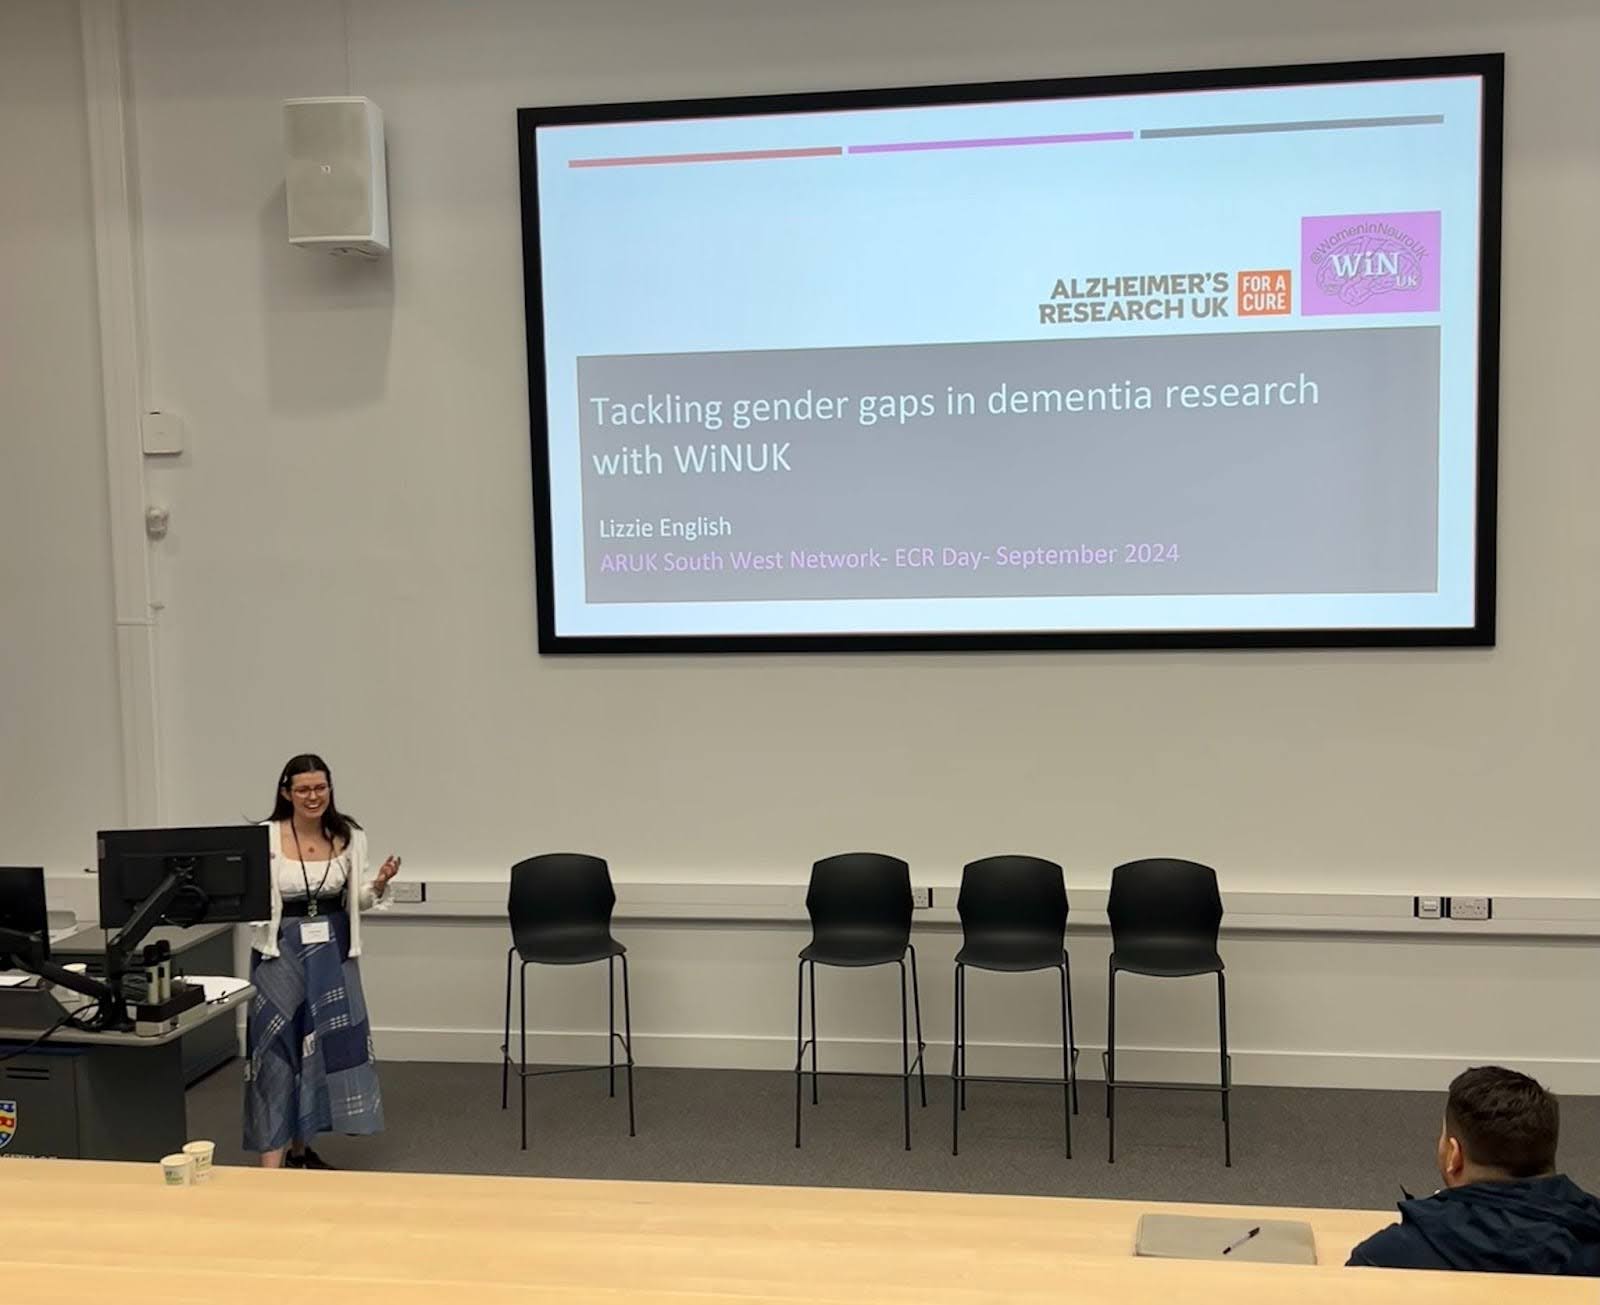 @WomenInNeuroUK
WiN
UK
ALZHEIMER'S
RESEARCH UK
FOR A
CURE
Tackling gender gaps in dementia research
with WiNUK
Lizzie English
ARUK South West Network- ECR Day- September 2024